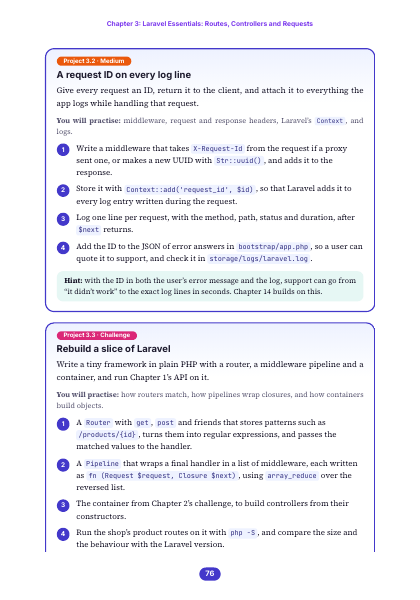 Chapter 3: Laravel Essentials: Routes, Controllers and Requests
Project 3.2 · Medium
A request ID on every log line
Give every request an ID, return it to the client, and attach it to everything the
app logs while handling that request.
You will practise: middleware, request and response headers, Laravel's Context, and
logs.
1 Write a middleware that takes X-Request-Id from the request if a proxy
sent one, or makes a new UUID with Str::uuid(), and adds it to the
response.
2 Store it with Context::add('request_id', $id), so that Laravel adds it to
every log entry written during the request.
3 Log one line per request, with the method, path, status and duration, after
$next returns.
4 Add the ID to the JSON of error answers in bootstrap/app.php, so a user can
quote it to support, and check it in storage/logs/laravel.log.
Hint: with the ID in both the user's error message and the log, support can go from
"it didn't work" to the exact log lines in seconds. Chapter 14 builds on this.
Project 3.3 · Challenge
Rebuild a slice of Laravel
Write a tiny framework in plain PHP with a router, a middleware pipeline and a
container, and run Chapter 1's API on it.
You will practise: how routers match, how pipelines wrap closures, and how containers
build objects.
1 A Router with get, post and friends that stores patterns such as
/products/{id}, turns them into regular expressions, and passes the
matched values to the handler.
2 A Pipeline that wraps a final handler in a list of middleware, each written
as fn (Request $request, Closure $next), using array_reduce over the
reversed list.
3 The container from Chapter 2's challenge, to build controllers from their
constructors.
4 Run the shop's product routes on it with php -S, and compare the size and
the behaviour with the Laravel version.
76